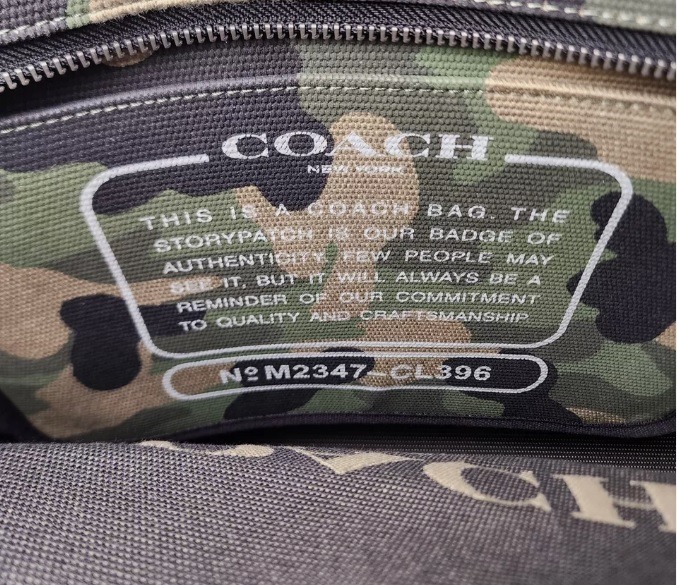 COACH
NEW YORK
THIS IS A COACH BAG. THE
STORYPATCH IS OUR BADGE OF
AUTHENTICITY. FEW PEOPLE MAY
SEE IT, BUT IT WILL ALWAYS BE A
REMINDER OF OUR COMMITMENT
TO QUALITY AND CRAFTSMANSHIP.
Nº M2347-CL396
COACH